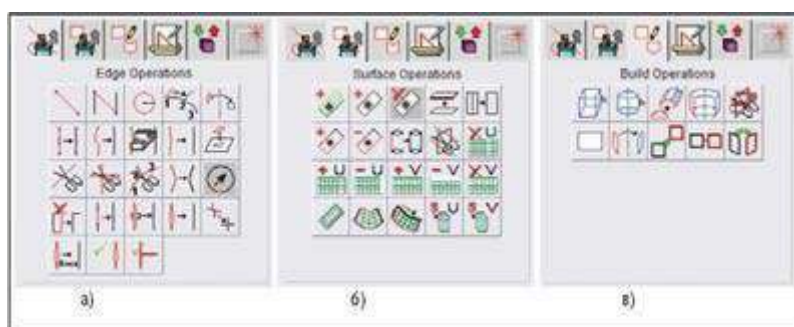 Edge Operations
Surface Operations
Build Operations
а)
б)
в)